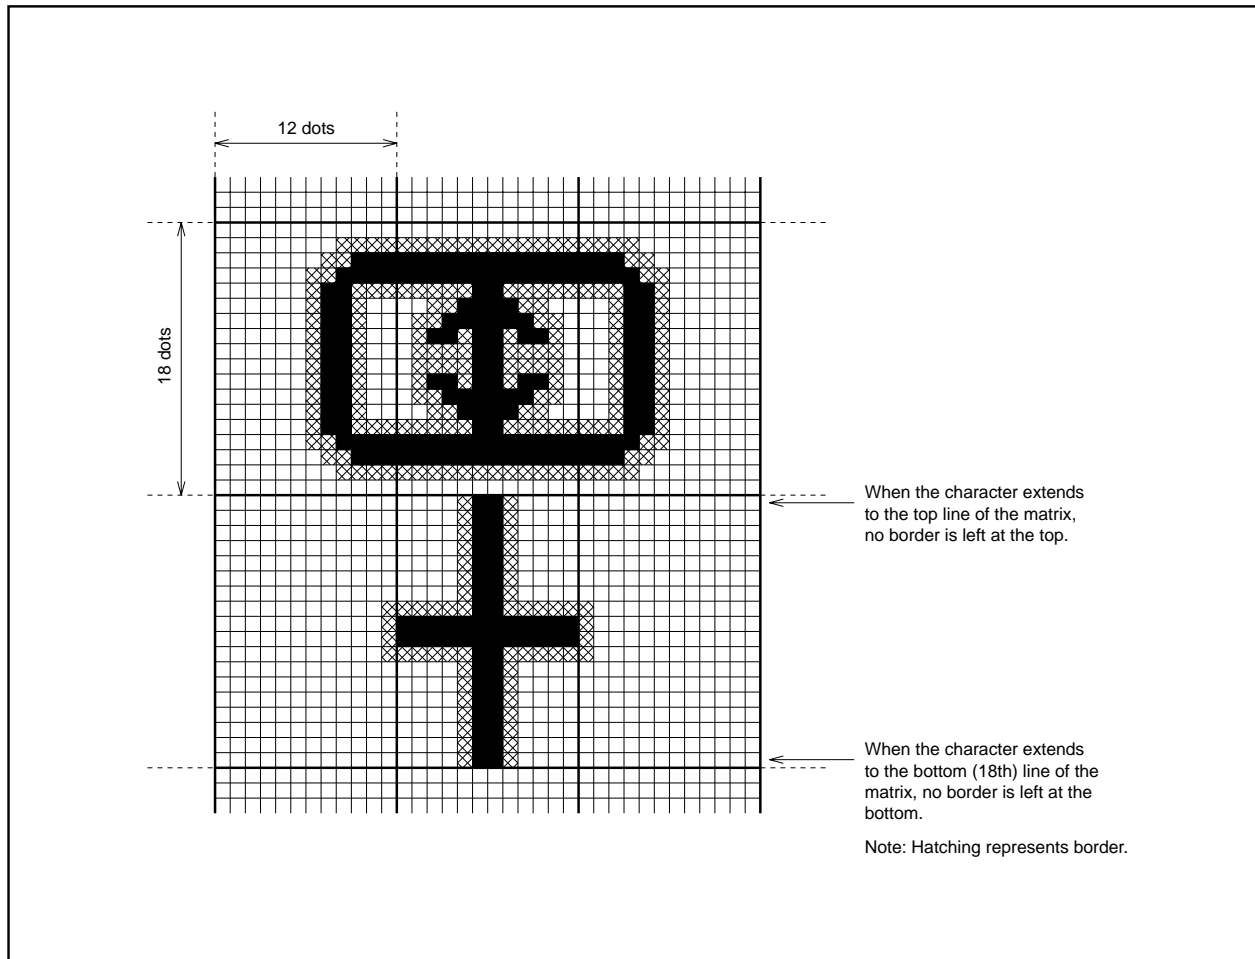 12 dots
18 dots
When the character extends
to the top line of the matrix,
no border is left at the top.
When the character extends
to the bottom (18th) line of the
matrix, no border is left at the
bottom.
Note: Hatching represents border.